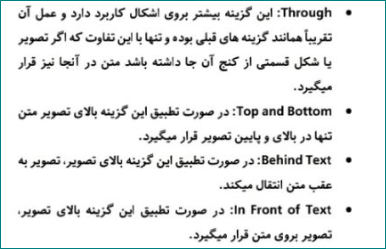 Through: این گزینه بیشتر بروی اشکال کاربرد دارد و عمل آن
تقریباً همانند گزینه های قبلی بوده و تنها با این تفاوت که اگر تصویر
یا شکل قسمتی از کنج آن جا داشته باشد متن در آنجا نیز قرار
میگیرد.
Top and Bottom: در صورت تطبیق این گزینه بالای تصویر متن
تنها در بالای و پایین تصویر قرار میگیرد.
Behind Text: در صورت تطبیق این گزینه بالای تصویر، تصویر به
عقب متن انتقال میکند.
In Front of Text: در صورت تطبیق این گزینه بالای تصویر،
تصویر بروی متن قرار میگیرد.